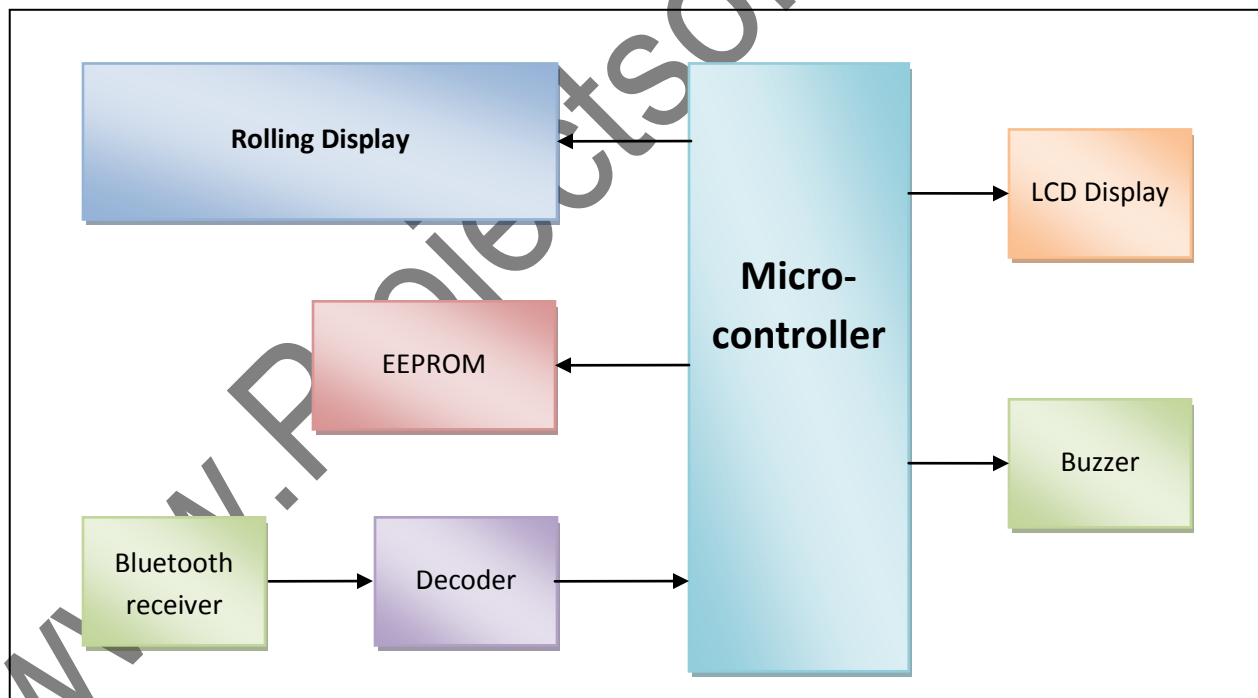 Rolling Display
Micro-
controller
LCD Display
EEPROM
Buzzer
Bluetooth
receiver
Decoder